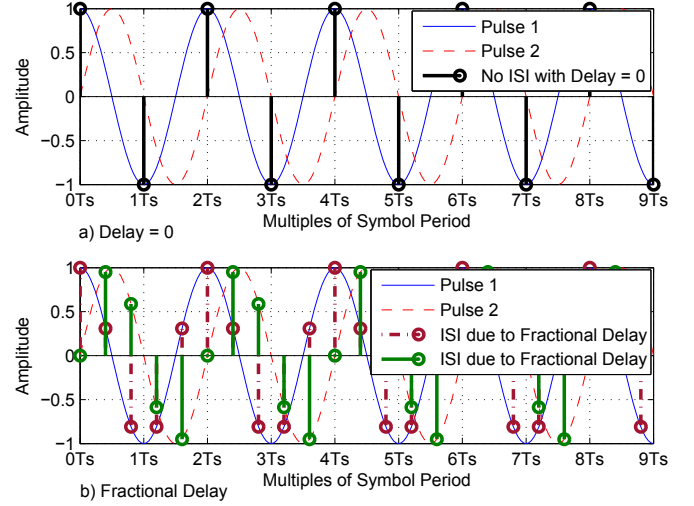 1
0.5
0
−0.5
−1
Amplitude
Pulse 1
Pulse 2
No ISI with Delay = 0
0Ts 1Ts 2Ts 3Ts 4Ts 5Ts 6Ts 7Ts 8Ts 9Ts
Multiples of Symbol Period
a) Delay = 0
1
0.5
0
−0.5
−1
Amplitude
Pulse 1
Pulse 2
ISI due to Fractional Delay
ISI due to Fractional Delay
0Ts 1Ts 2Ts 3Ts 4Ts 5Ts 6Ts 7Ts 8Ts 9Ts
Multiples of Symbol Period
b) Fractional Delay